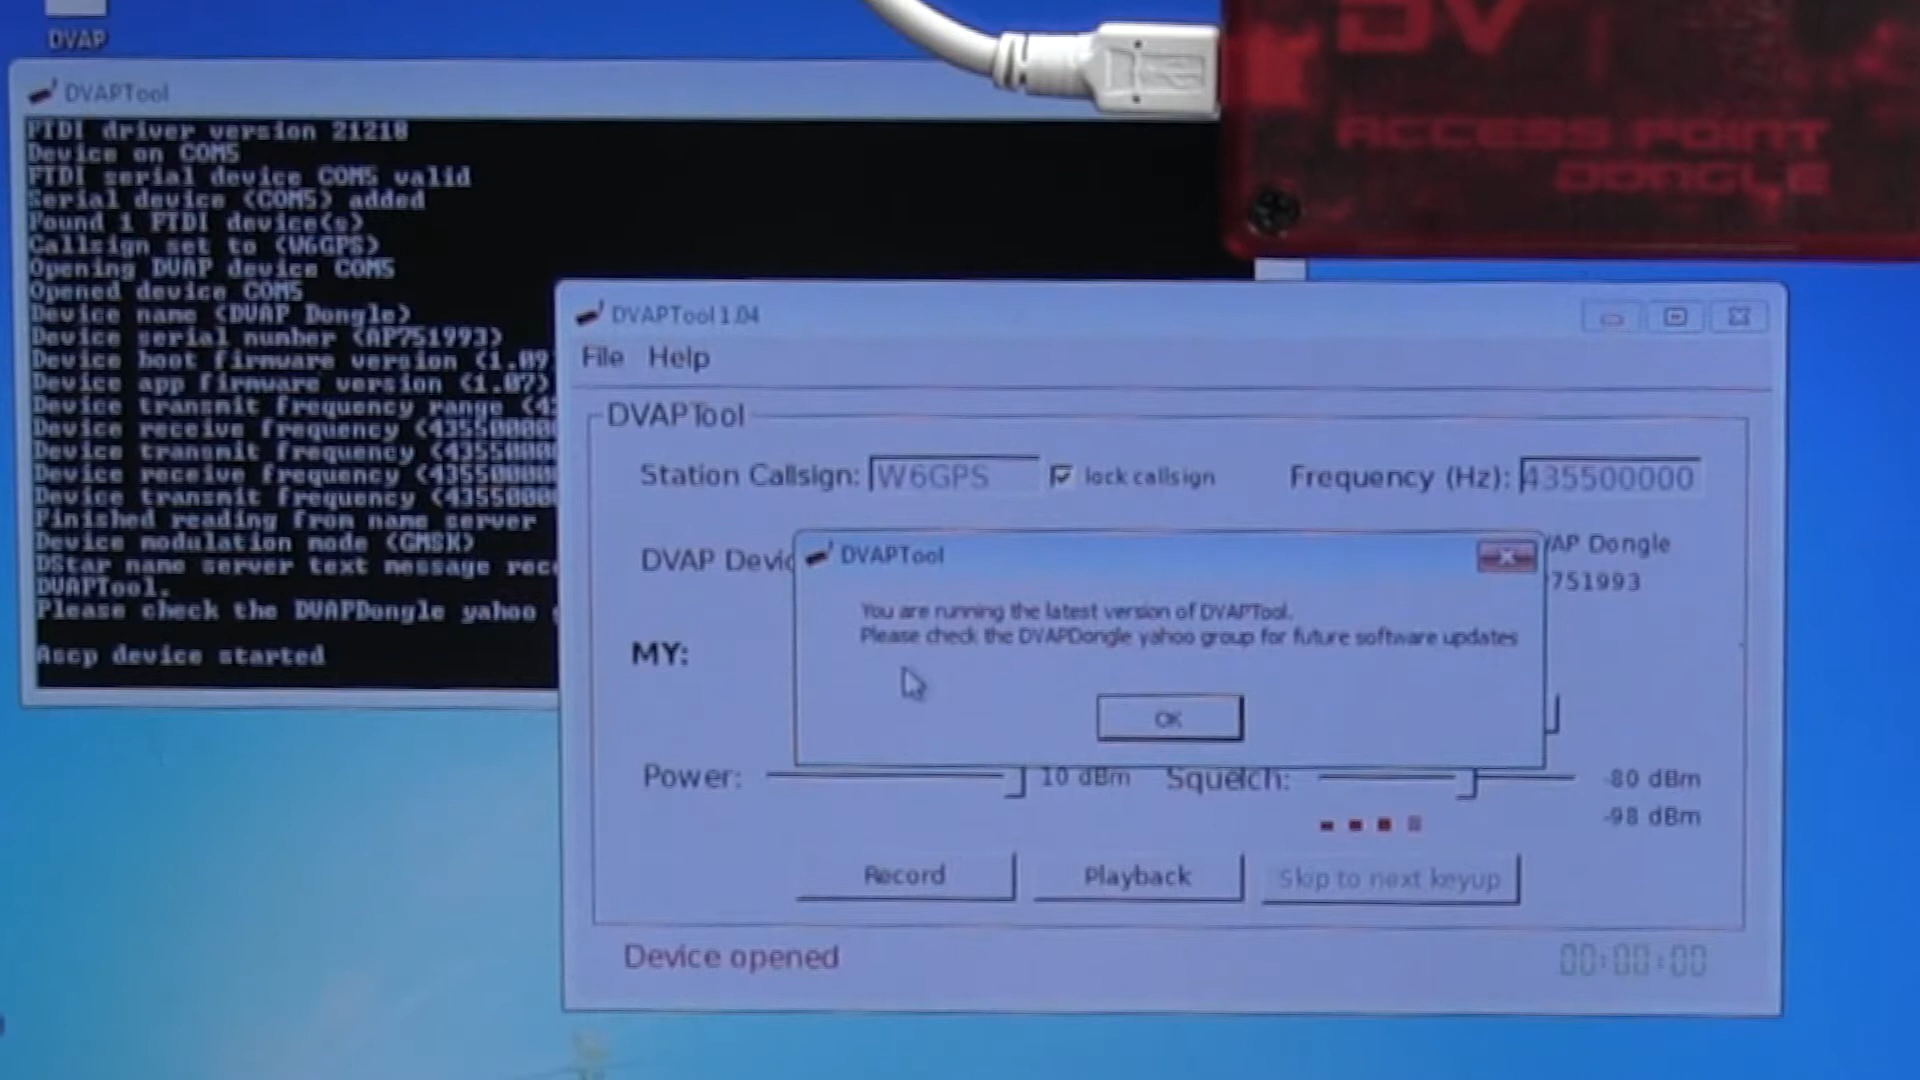 DVAP
DV
ACCESS POINT
DONGLE
DVAPTool
FTDI driver version 21218
Device on COM5
FTDI serial device COM5 valid
Serial device (COM5) added
Found 1 FTDI device(s)
Callsign set to (W6GPS)
Opening DVAP device COM5
Opened device COM5
Device name (DVAP Dongle)
Device serial number (AP751993)
Device boot firmware version (1.09
Device app firmware version (1.07)
Device transmit frequency range (4
Device receive frequency (43550000
Device transmit frequency (4355000
Device receive frequency (43550000
Device transmit frequency (4355000
Finished reading from name server
Device modulation mode (GMSK)
DStar name server text message rec
DVAPTool.
Please check the DVAPDongle yahoo
Ascp device started
DVAPTool 1.04
File Help
DVAPTool
Station Callsign: W6GPS lock callsign Frequency (Hz): 435500000
DVAP Devic AP Dongle
751993
DVAPTool
You are running the latest version of DVAPTool.
Please check the DVAPDongle yahoo group for future software updates
OK
MY:
Power: 10 dBm Squelch: -80 dBm
-98 dBm
Record Playback Skip to next keyup
Device opened 00:00:00